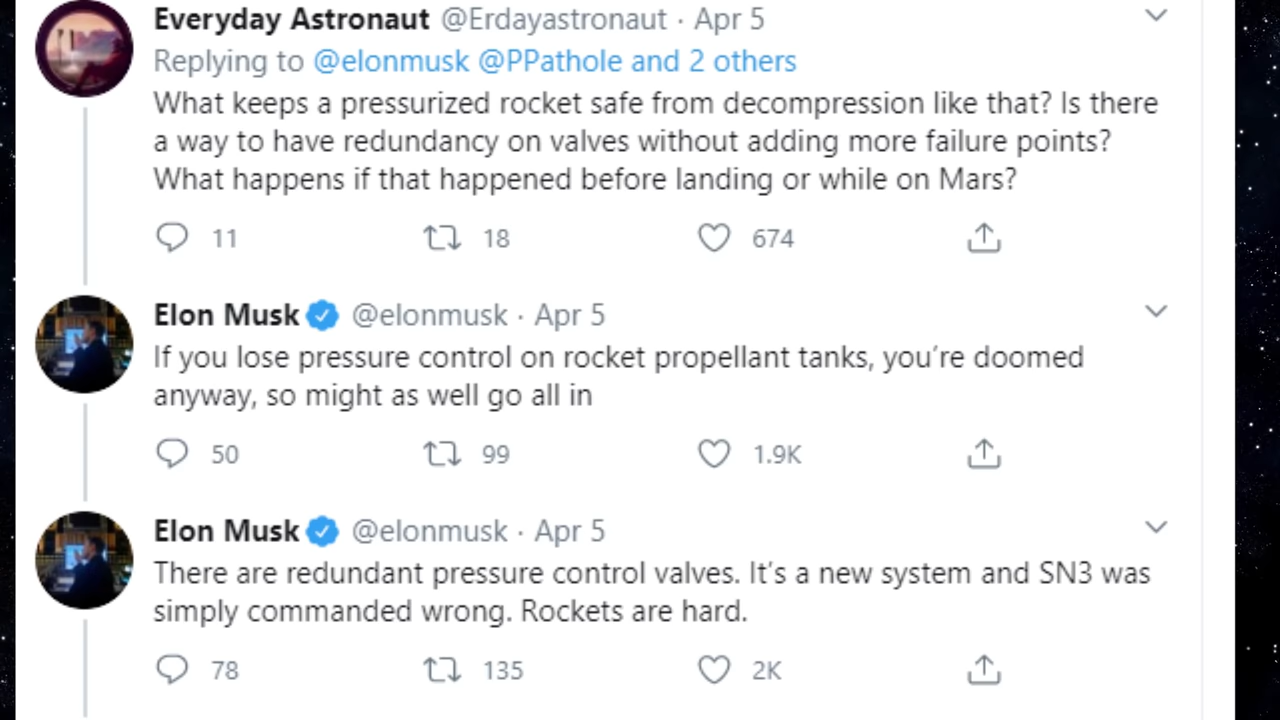 Everyday Astronaut @Erdayastronaut · Apr 5
Replying to @elonmusk @PPathole and 2 others
What keeps a pressurized rocket safe from decompression like that? Is there
a way to have redundancy on valves without adding more failure points?
What happens if that happened before landing or while on Mars?
11 18 674
Elon Musk @elonmusk · Apr 5
If you lose pressure control on rocket propellant tanks, you’re doomed
anyway, so might as well go all in
50 99 1.9K
Elon Musk @elonmusk · Apr 5
There are redundant pressure control valves. It’s a new system and SN3 was
simply commanded wrong. Rockets are hard.
78 135 2K